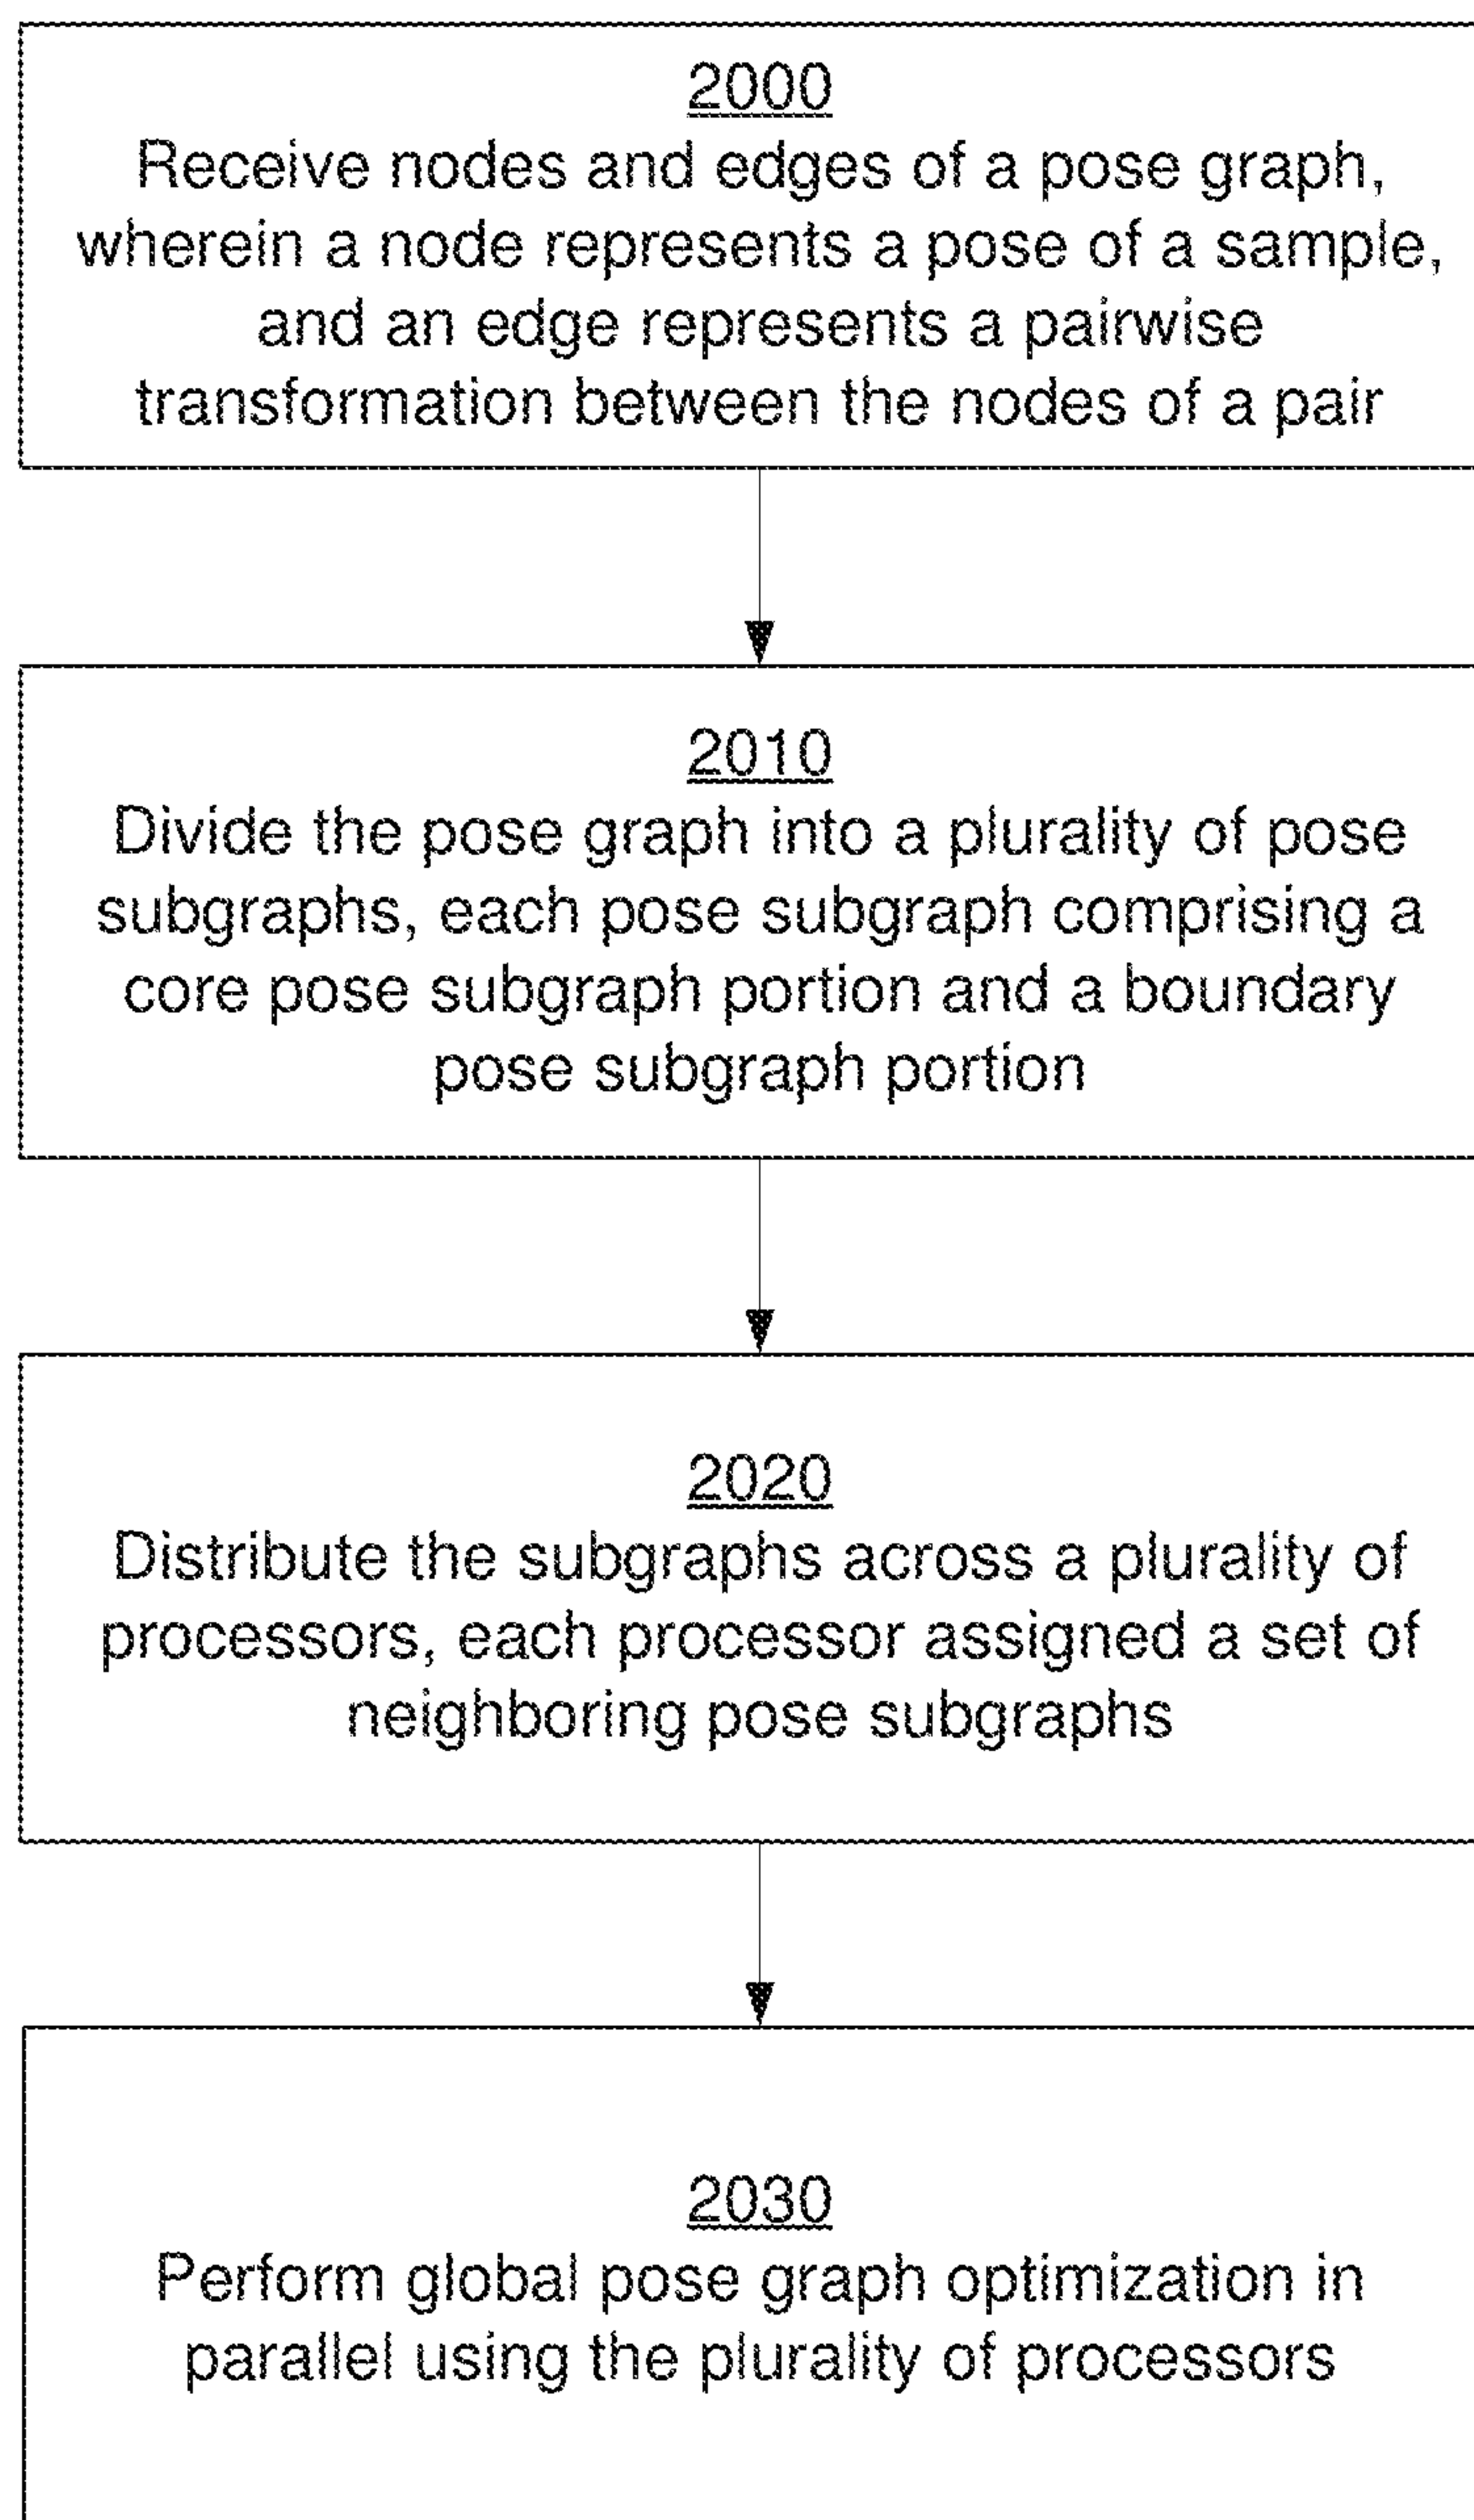 2000
Receive nodes and edges of a pose graph,
wherein a node represents a pose of a sample,
and an edge represents a pairwise
transformation between the nodes of a pair
2010
Divide the pose graph into a plurality of pose
subgraphs, each pose subgraph comprising a
core pose subgraph portion and a boundary
pose subgraph portion
2020
Distribute the subgraphs across a plurality of
processors, each processor assigned a set of
neighboring pose subgraphs
2030
Perform global pose graph optimization in
parallel using the plurality of processors